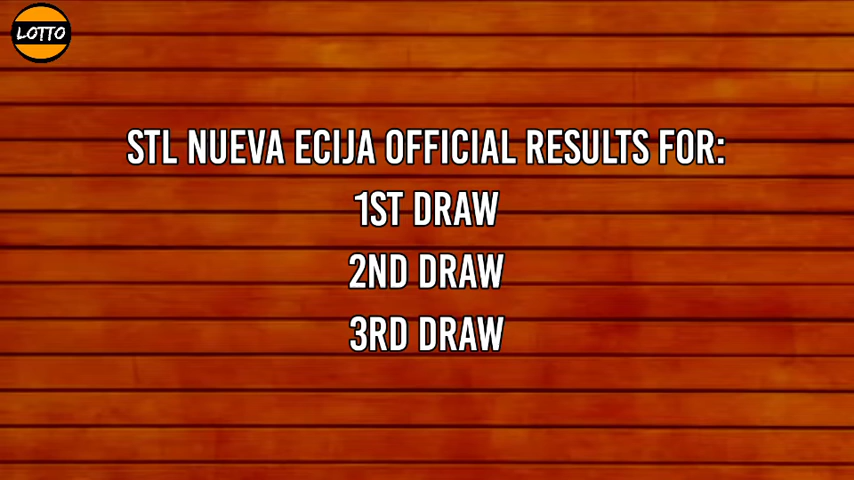 LOTTO
STL NUEVA ECIJA OFFICIAL RESULTS FOR:
1ST DRAW
2ND DRAW
3RD DRAW